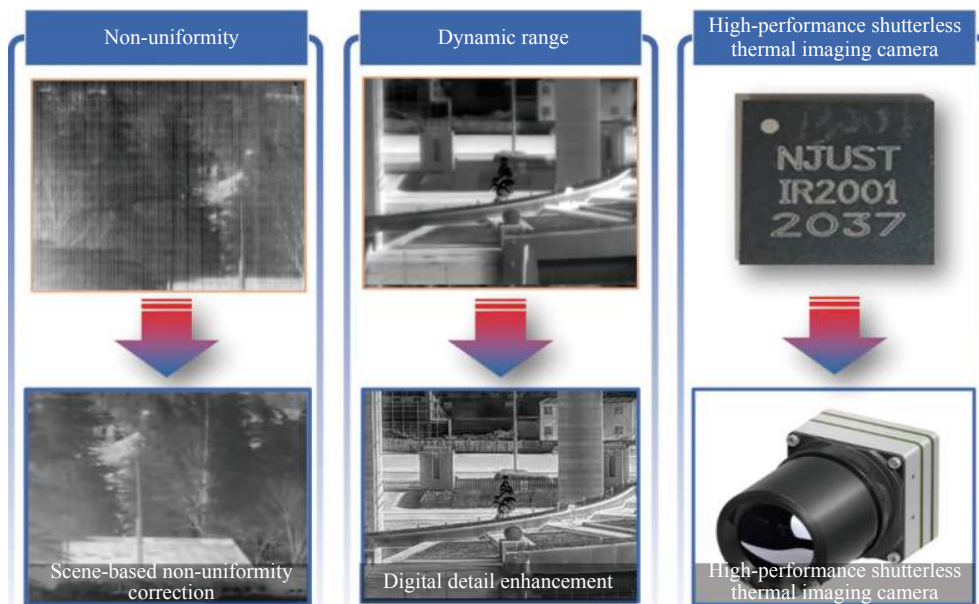 Non-uniformity
Dynamic range
High-performance shutterless
thermal imaging camera
NJUST
IR2001
2037
Scene-based non-uniformity
correction
Digital detail enhancement
High-performance shutterless
thermal imaging camera